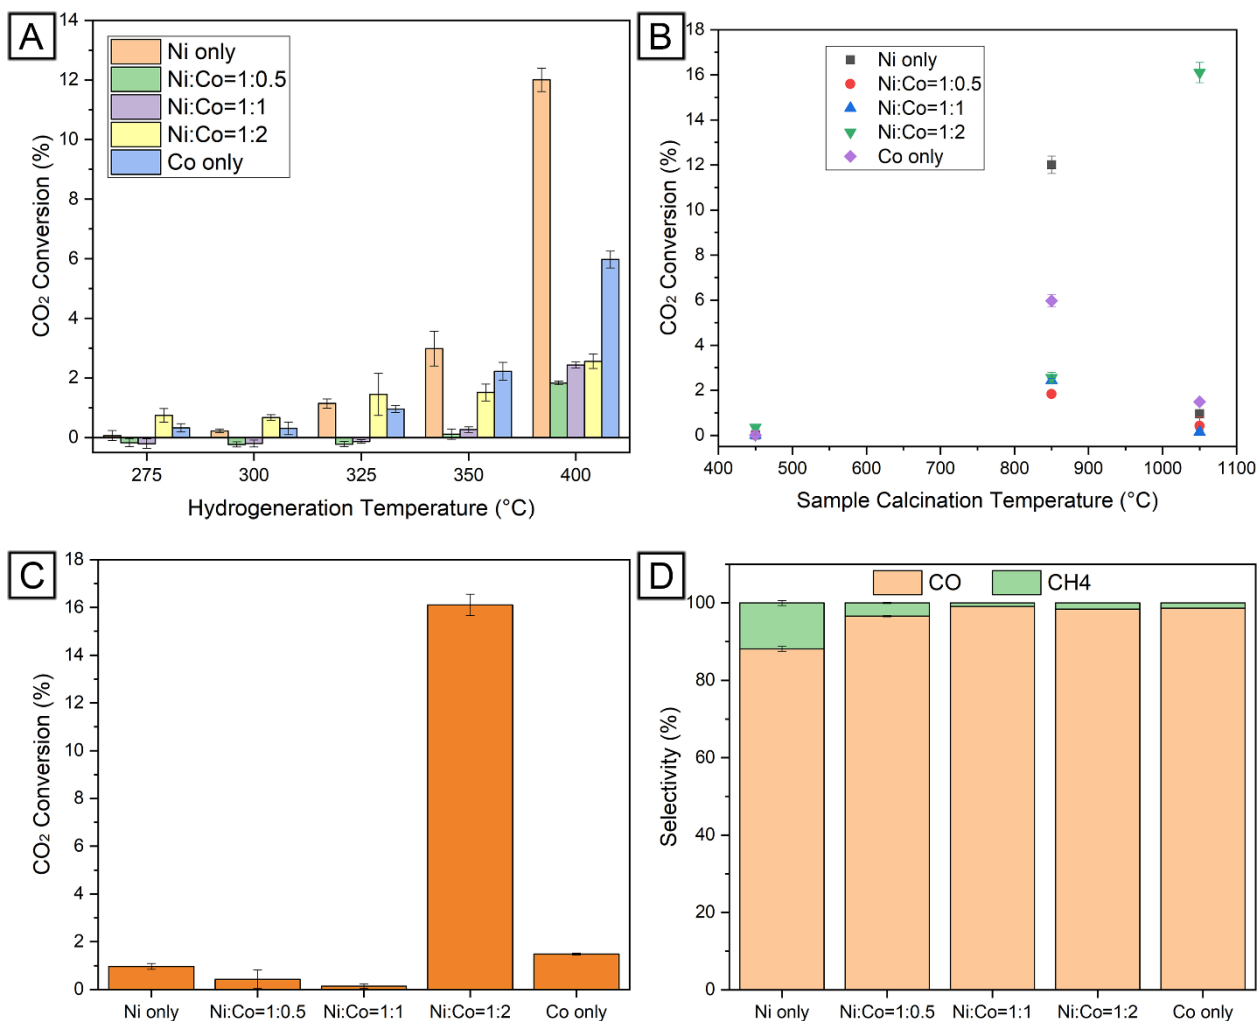 A
14
12
10
8
6
4
2
0
CO₂ Conversion (%)
Ni only
Ni:Co=1:0.5
Ni:Co=1:1
Ni:Co=1:2
Co only
275 300 325 350 400
Hydrogeneration Temperature (°C)
B
18
16
14
12
10
8
6
4
2
0
CO₂ Conversion (%)
Ni only
Ni:Co=1:0.5
Ni:Co=1:1
Ni:Co=1:2
Co only
400 500 600 700 800 900 1000 1100
Sample Calcination Temperature (°C)
C
18
16
14
12
10
8
6
4
2
0
CO₂ Conversion (%)
Ni only Ni:Co=1:0.5 Ni:Co=1:1 Ni:Co=1:2 Co only
D
CO CH4
100
80
60
40
20
0
Selectivity (%)
Ni only Ni:Co=1:0.5 Ni:Co=1:1 Ni:Co=1:2 Co only